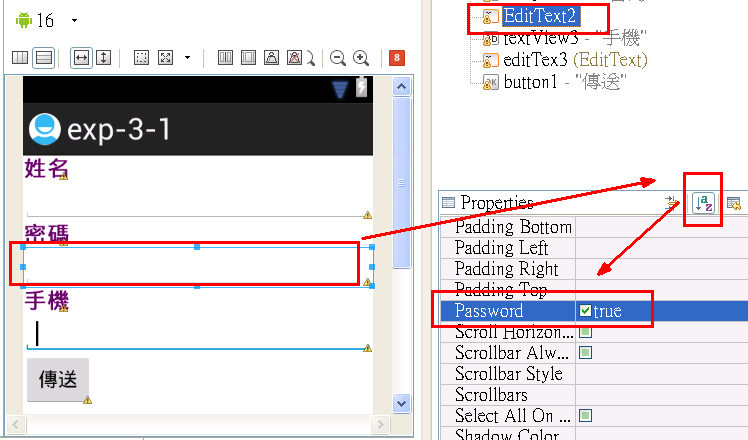 16
8
exp-3-1
姓名
密碼
手機
傳送
EditText2
textView3 - "手機"
editTex3 (EditText)
button1 - "傳送"
Properties
Padding Bottom
Padding Left
Padding Right
Padding Top
Password true
Scroll Horizon...
Scrollbar Alw...
Scrollbar Style
Scrollbars
Select All On ...
Shadow Color